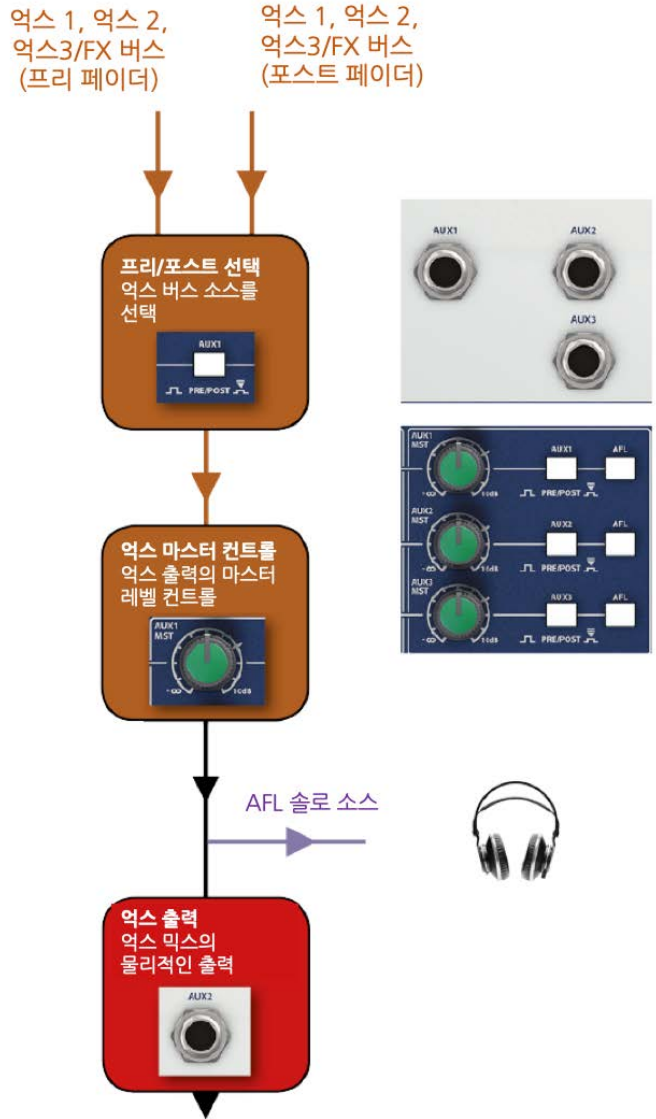 억스 1, 억스 2,
억스3/FX 버스
(프리 페이더)
억스 1, 억스 2,
억스3/FX 버스
(포스트 페이더)
프리/포스트 선택
억스 버스 소스를
선택
AUX1
PRE/POST
AUX1
AUX2
AUX3
AUX1
MST
-∞
10dB
AUX1
AFL
PRE/POST
AUX2
MST
-∞
10dB
AUX2
AFL
PRE/POST
AUX3
MST
-∞
10dB
AUX3
AFL
PRE/POST
억스 마스터 컨트롤
억스 출력의 마스터
레벨 컨트롤
AUX1
MST
-∞
10dB
AFL 솔로 소스
억스 출력
억스 믹스의
물리적인 출력
AUX2